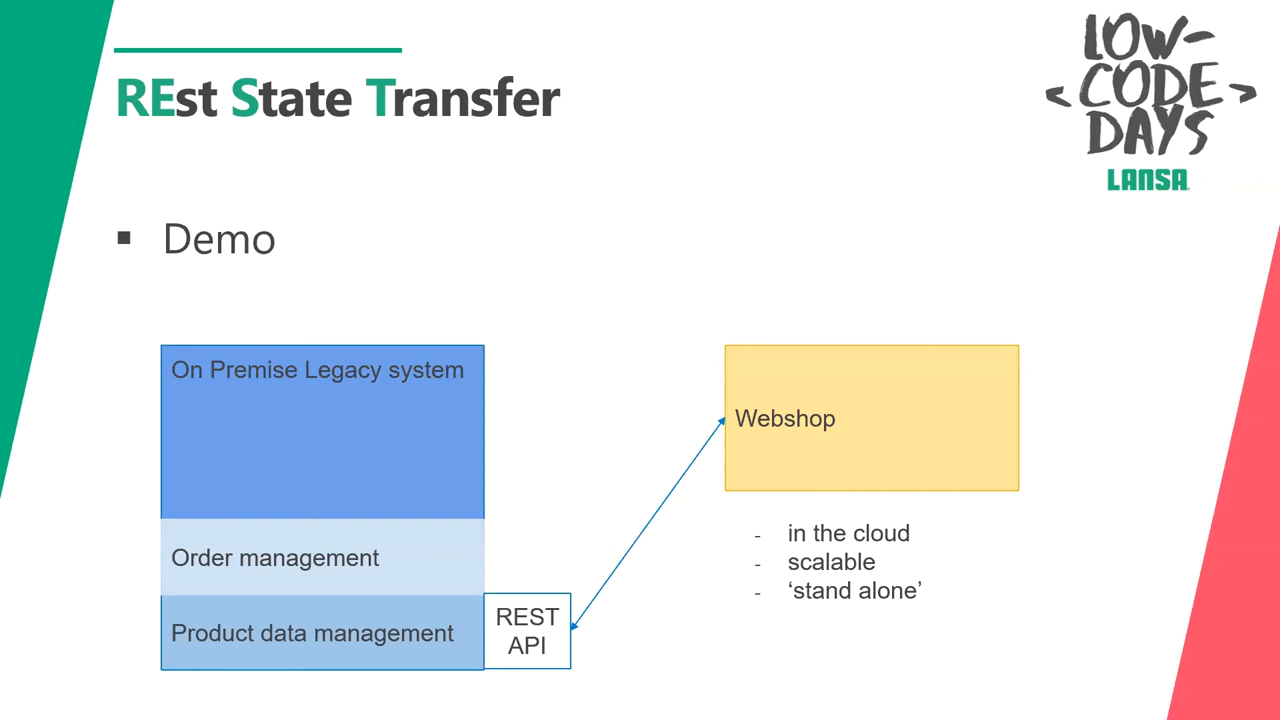 REst State Transfer
LOW-
<CODE>
DAYS
LANSA
▪ Demo
On Premise Legacy system
Order management
Product data management
REST
API
Webshop
- in the cloud
- scalable
- ‘stand alone’